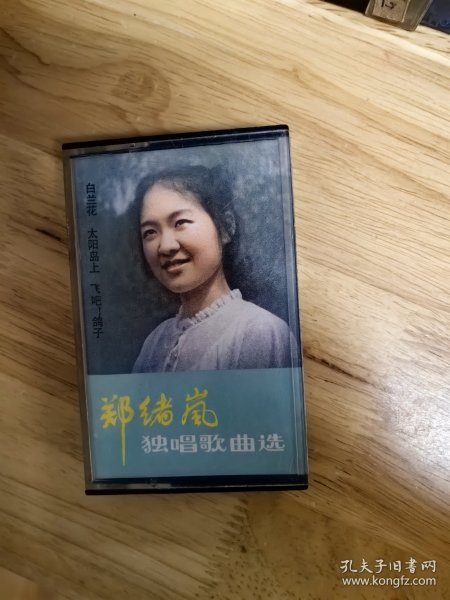 白兰花 太阳岛上 飞吧!鸽子
郑绪岚
独唱歌曲选
孔夫子旧书网
www.kongfz.com